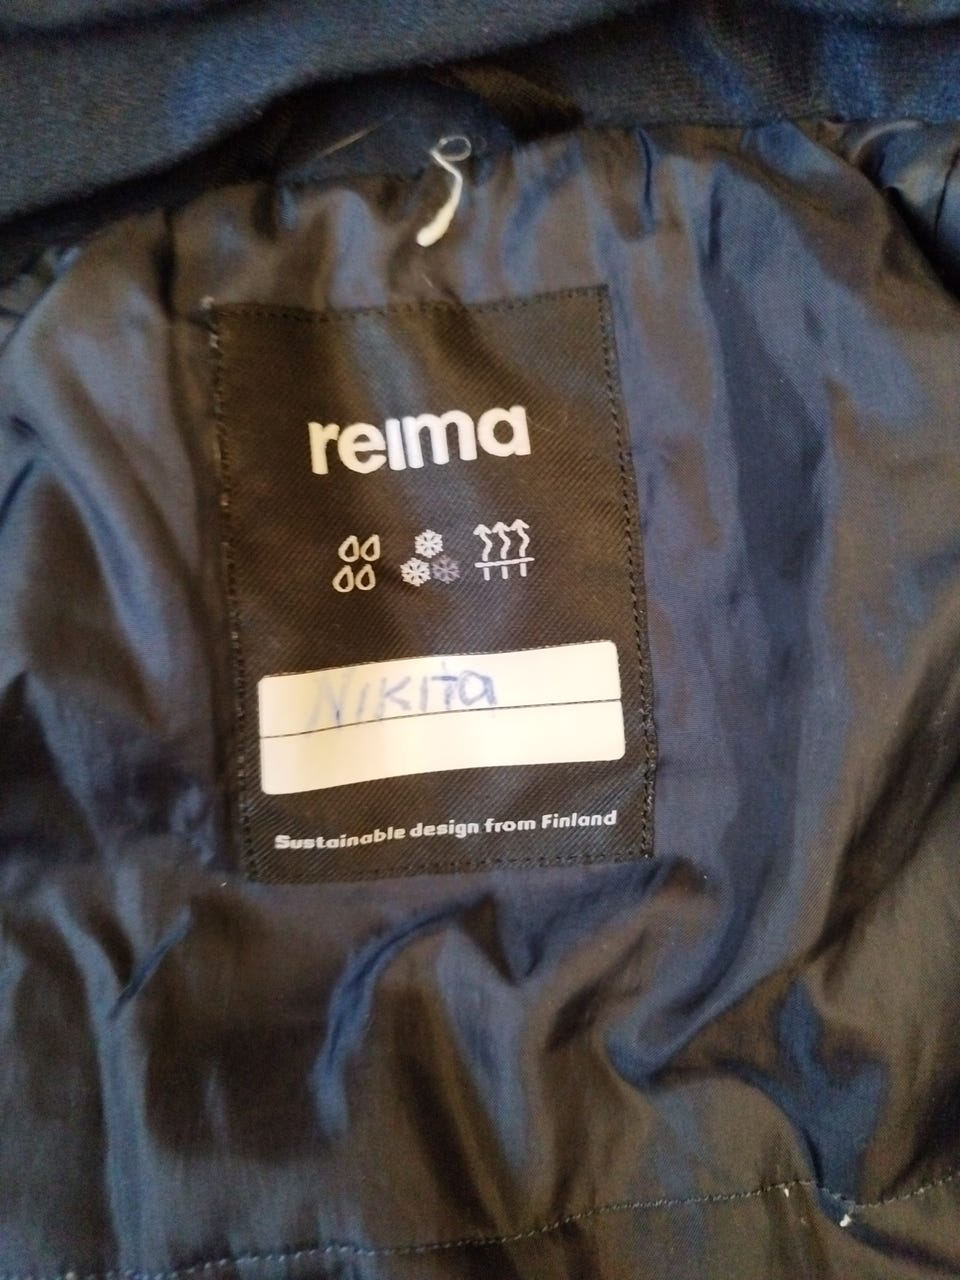 reima
Nikita
Sustainable design from Finland